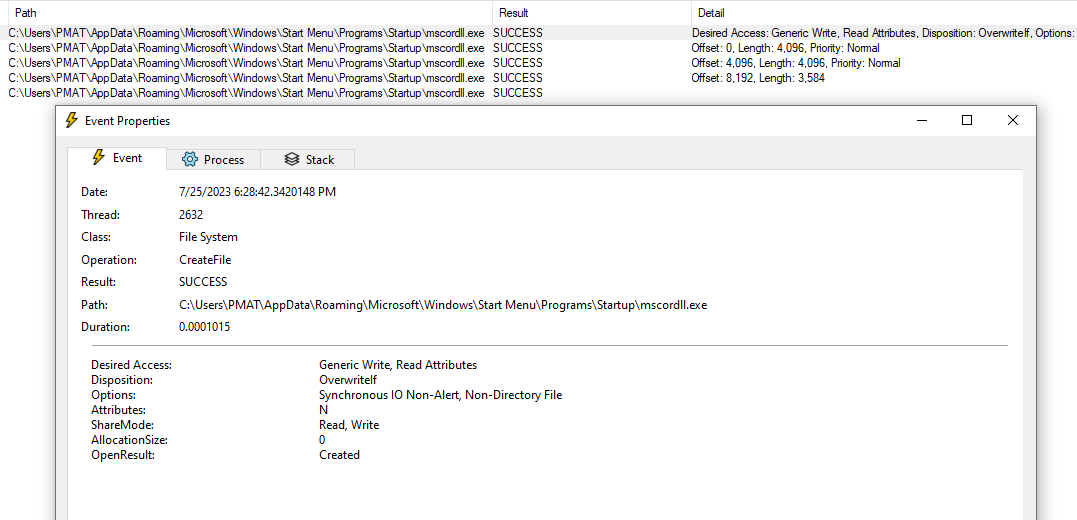 Path Result Detail
C:\Users\PMAT\AppData\Roaming\Microsoft\Windows\Start Menu\Programs\Startup\mscordll.exe SUCCESS Desired Access: Generic Write, Read Attributes, Disposition: OverwriteIf, Options:
C:\Users\PMAT\AppData\Roaming\Microsoft\Windows\Start Menu\Programs\Startup\mscordll.exe SUCCESS Offset: 0, Length: 4,096, Priority: Normal
C:\Users\PMAT\AppData\Roaming\Microsoft\Windows\Start Menu\Programs\Startup\mscordll.exe SUCCESS Offset: 4,096, Length: 4,096, Priority: Normal
C:\Users\PMAT\AppData\Roaming\Microsoft\Windows\Start Menu\Programs\Startup\mscordll.exe SUCCESS Offset: 8,192, Length: 3,584
C:\Users\PMAT\AppData\Roaming\Microsoft\Windows\Start Menu\Programs\Startup\mscordll.exe SUCCESS
Event Properties
Event Process Stack
Date: 7/25/2023 6:28:42.3420148 PM
Thread: 2632
Class: File System
Operation: CreateFile
Result: SUCCESS
Path: C:\Users\PMAT\AppData\Roaming\Microsoft\Windows\Start Menu\Programs\Startup\mscordll.exe
Duration: 0.0001015
Desired Access: Generic Write, Read Attributes
Disposition: OverwriteIf
Options: Synchronous IO Non-Alert, Non-Directory File
Attributes: N
ShareMode: Read, Write
AllocationSize: 0
OpenResult: Created